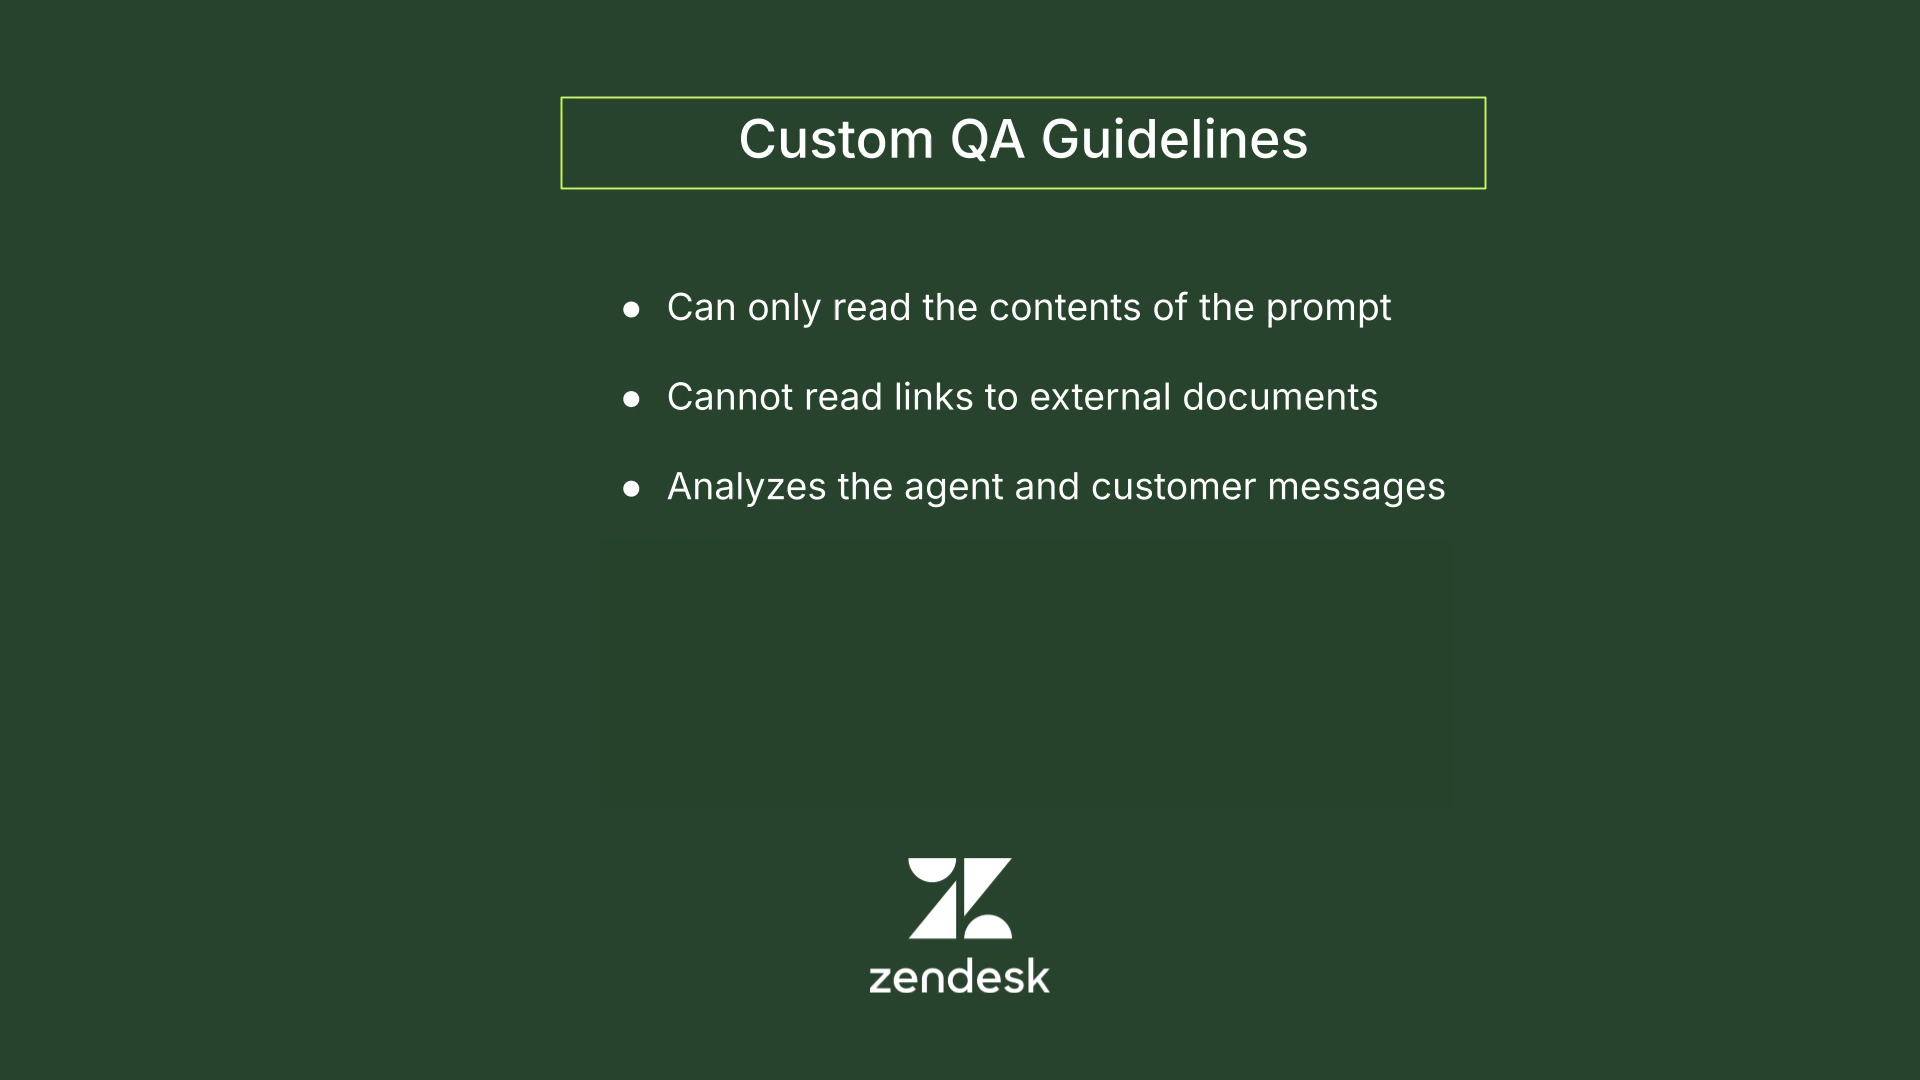 Custom QA Guidelines
● Can only read the contents of the prompt
● Cannot read links to external documents
● Analyzes the agent and customer messages
zendesk